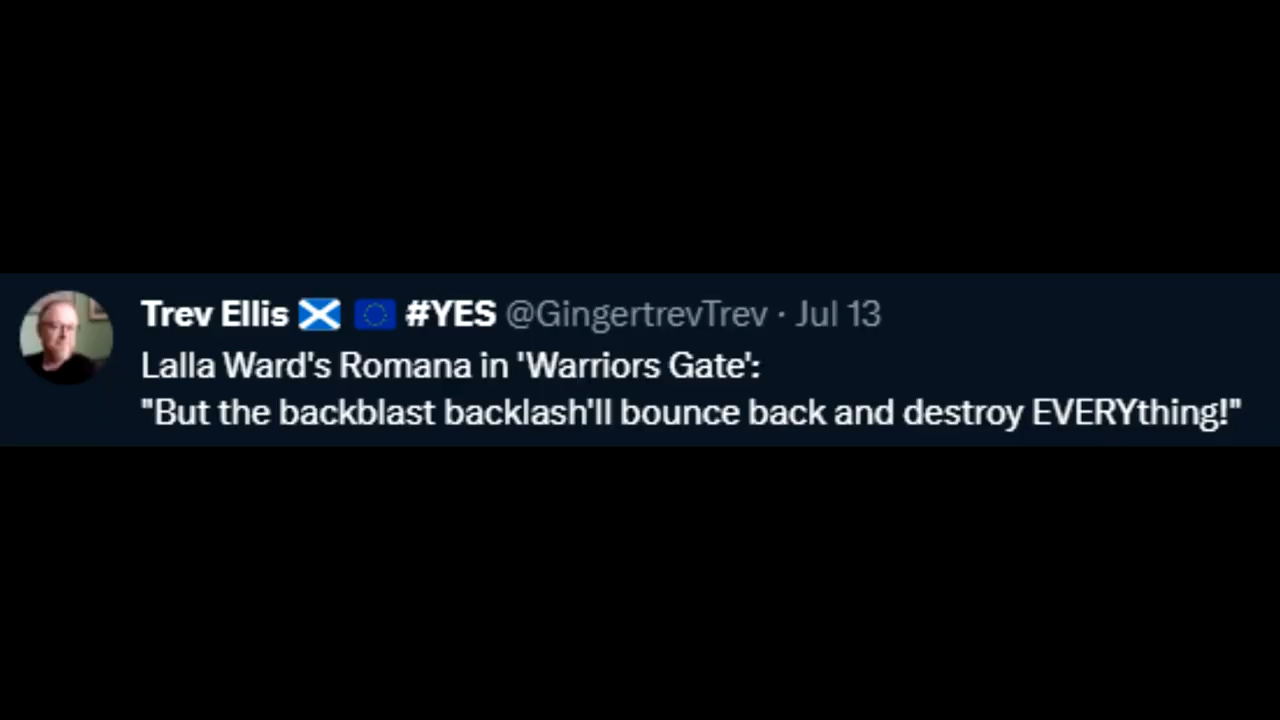 Trev Ellis 🏴󠁧󠁢󠁳󠁣󠁴󠁿 🇪🇺 #YES @GingertrevTrev · Jul 13
Lalla Ward's Romana in 'Warriors Gate':
"But the backblast backlash'll bounce back and destroy EVERYthing!"